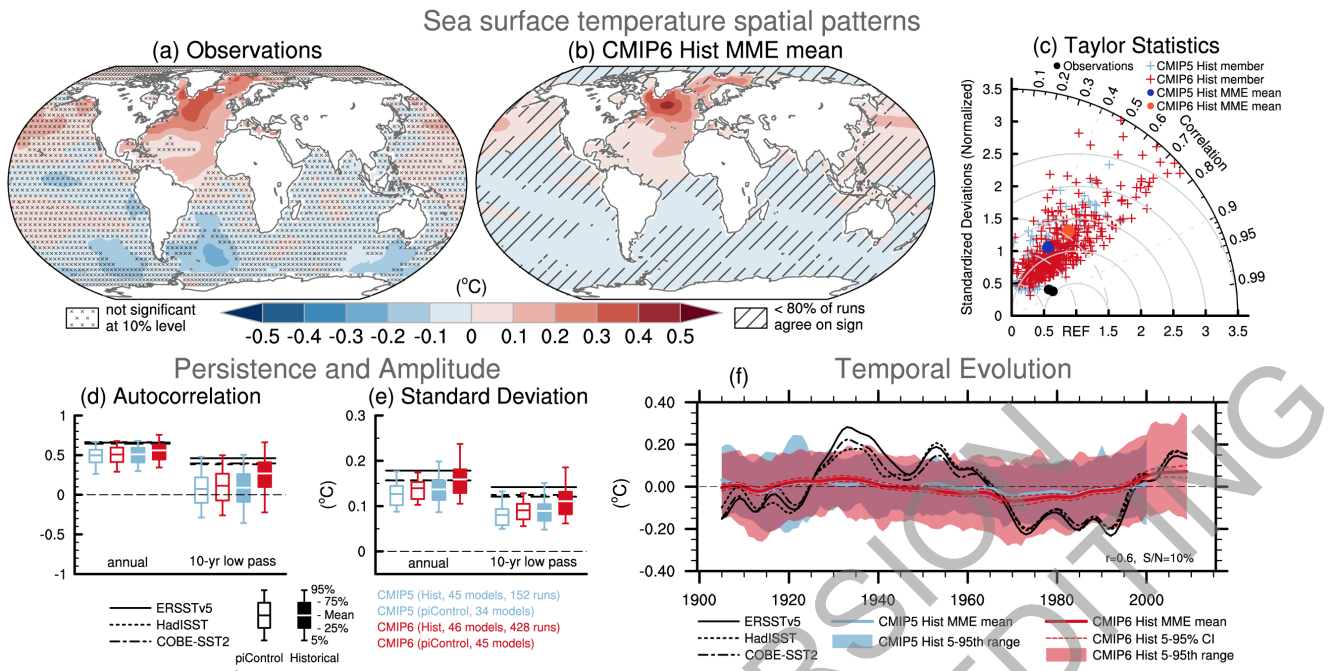 Sea surface temperature spatial patterns
(a) Observations
(b) CMIP6 Hist MME mean
(c) Taylor Statistics
Observations
CMIP5 Hist member
CMIP6 Hist member
CMIP5 Hist MME mean
CMIP6 Hist MME mean
Standardized Deviations (Normalized)
3.5
3
2.5
2
1.5
1
0.5
0
0 0.5 REF 1.5 2 2.5 3 3.5
0.1 0.2 0.3 0.4 0.5 0.6 0.7 0.8 0.9 0.95 0.99
Correlation
not significant
at 10% level
(°C)
-0.5 -0.4 -0.3 -0.2 -0.1 0 0.1 0.2 0.3 0.4 0.5
< 80% of runs
agree on sign
Persistence and Amplitude
(d) Autocorrelation
1
0.5
0
-0.5
-1
annual 10-yr low pass
(e) Standard Deviation
(°C)
0.3
0.2
0.1
0
annual 10-yr low pass
ERSSTv5
HadISST
COBE-SST2
95%
75%
Mean
25%
5%
piControl Historical
CMIP5 (Hist, 45 models, 152 runs)
CMIP5 (piControl, 34 models)
CMIP6 (Hist, 46 models, 428 runs)
CMIP6 (piControl, 45 models)
Temporal Evolution
(f)
(°C)
0.40
0.20
0.00
-0.20
-0.40
r=0.6, S/N=10%
1900 1920 1940 1960 1980 2000
ERSSTv5
HadISST
COBE-SST2
CMIP5 Hist MME mean
CMIP5 Hist 5-95th range
CMIP6 Hist MME mean
CMIP6 Hist 5-95% CI
CMIP6 Hist 5-95th range
RSION
DITING